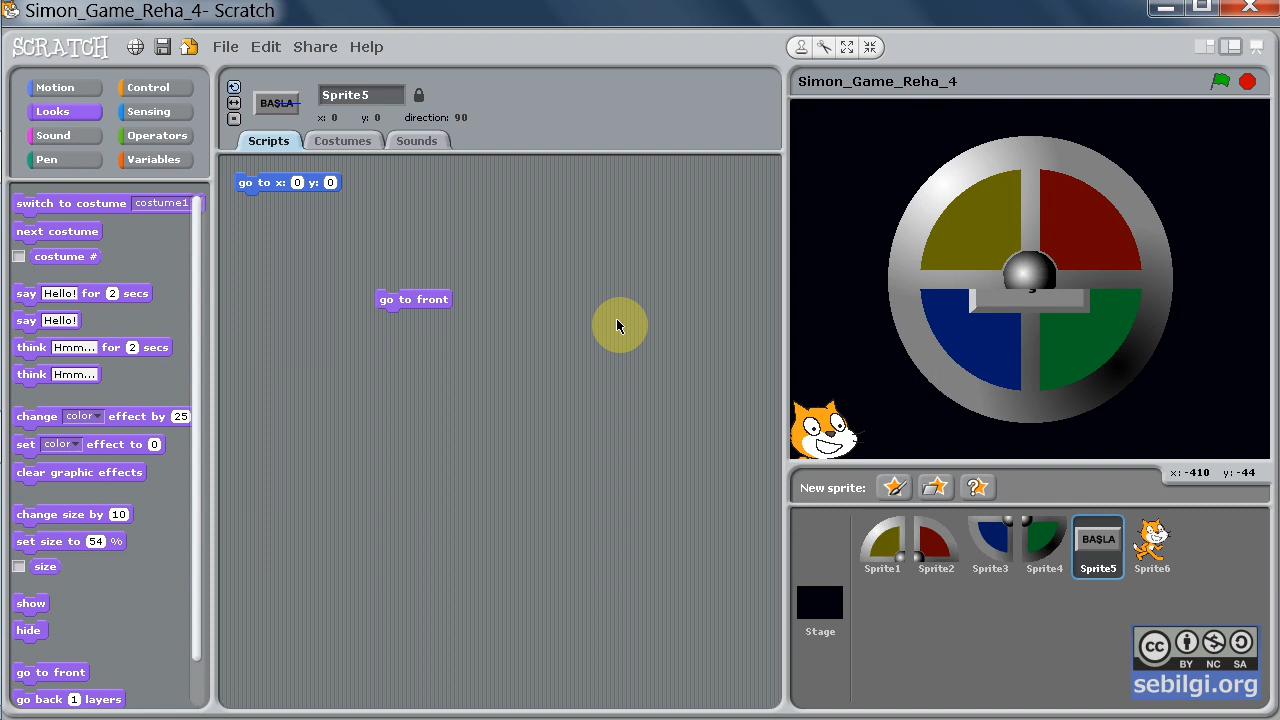 Simon_Game_Reha_4- Scratch
SCRATCH File Edit Share Help
Motion Control
Looks Sensing
Sound Operators
Pen Variables
BAŞLA Sprite5
x: 0 y: 0 direction: 90
Scripts Costumes Sounds
switch to costume costume1
next costume
costume #
say Hello! for 2 secs
say Hello!
think Hmm... for 2 secs
think Hmm...
change color effect by 25
set color effect to 0
clear graphic effects
change size by 10
set size to 54 %
size
show
hide
go to front
go back 1 layers
go to x: 0 y: 0
go to front
Simon_Game_Reha_4
x: -410 y: -44
New sprite:
BAŞLA
Sprite1 Sprite2 Sprite3 Sprite4 Sprite5 Sprite6
Stage
cc
BY NC SA
sebilgi.org